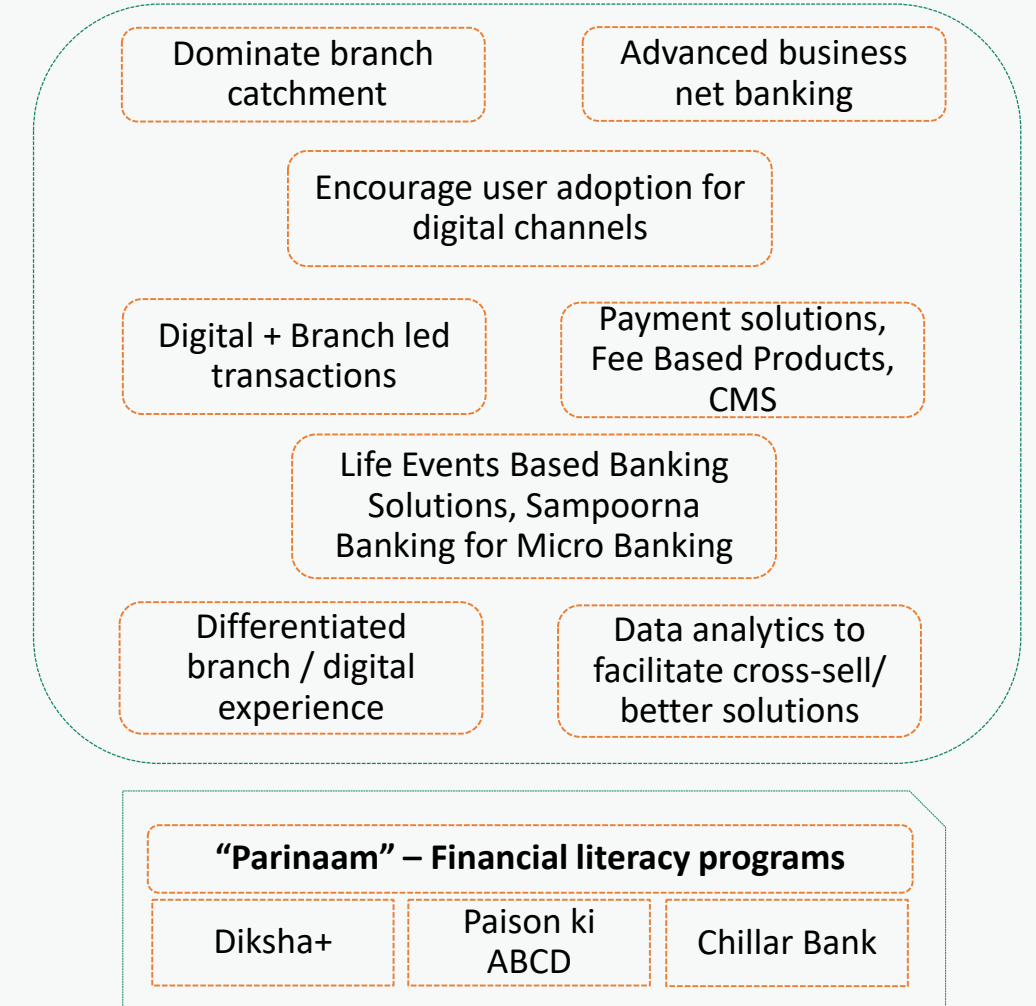 Dominate branch
catchment
Advanced business
net banking
Encourage user adoption for
digital channels
Digital + Branch led
transactions
Payment solutions,
Fee Based Products,
CMS
Life Events Based Banking
Solutions, Sampoorna
Banking for Micro Banking
Differentiated
branch / digital
experience
Data analytics to
facilitate cross-sell/
better solutions
“Parinaam” – Financial literacy programs
Diksha+
Paison ki
ABCD
Chillar Bank